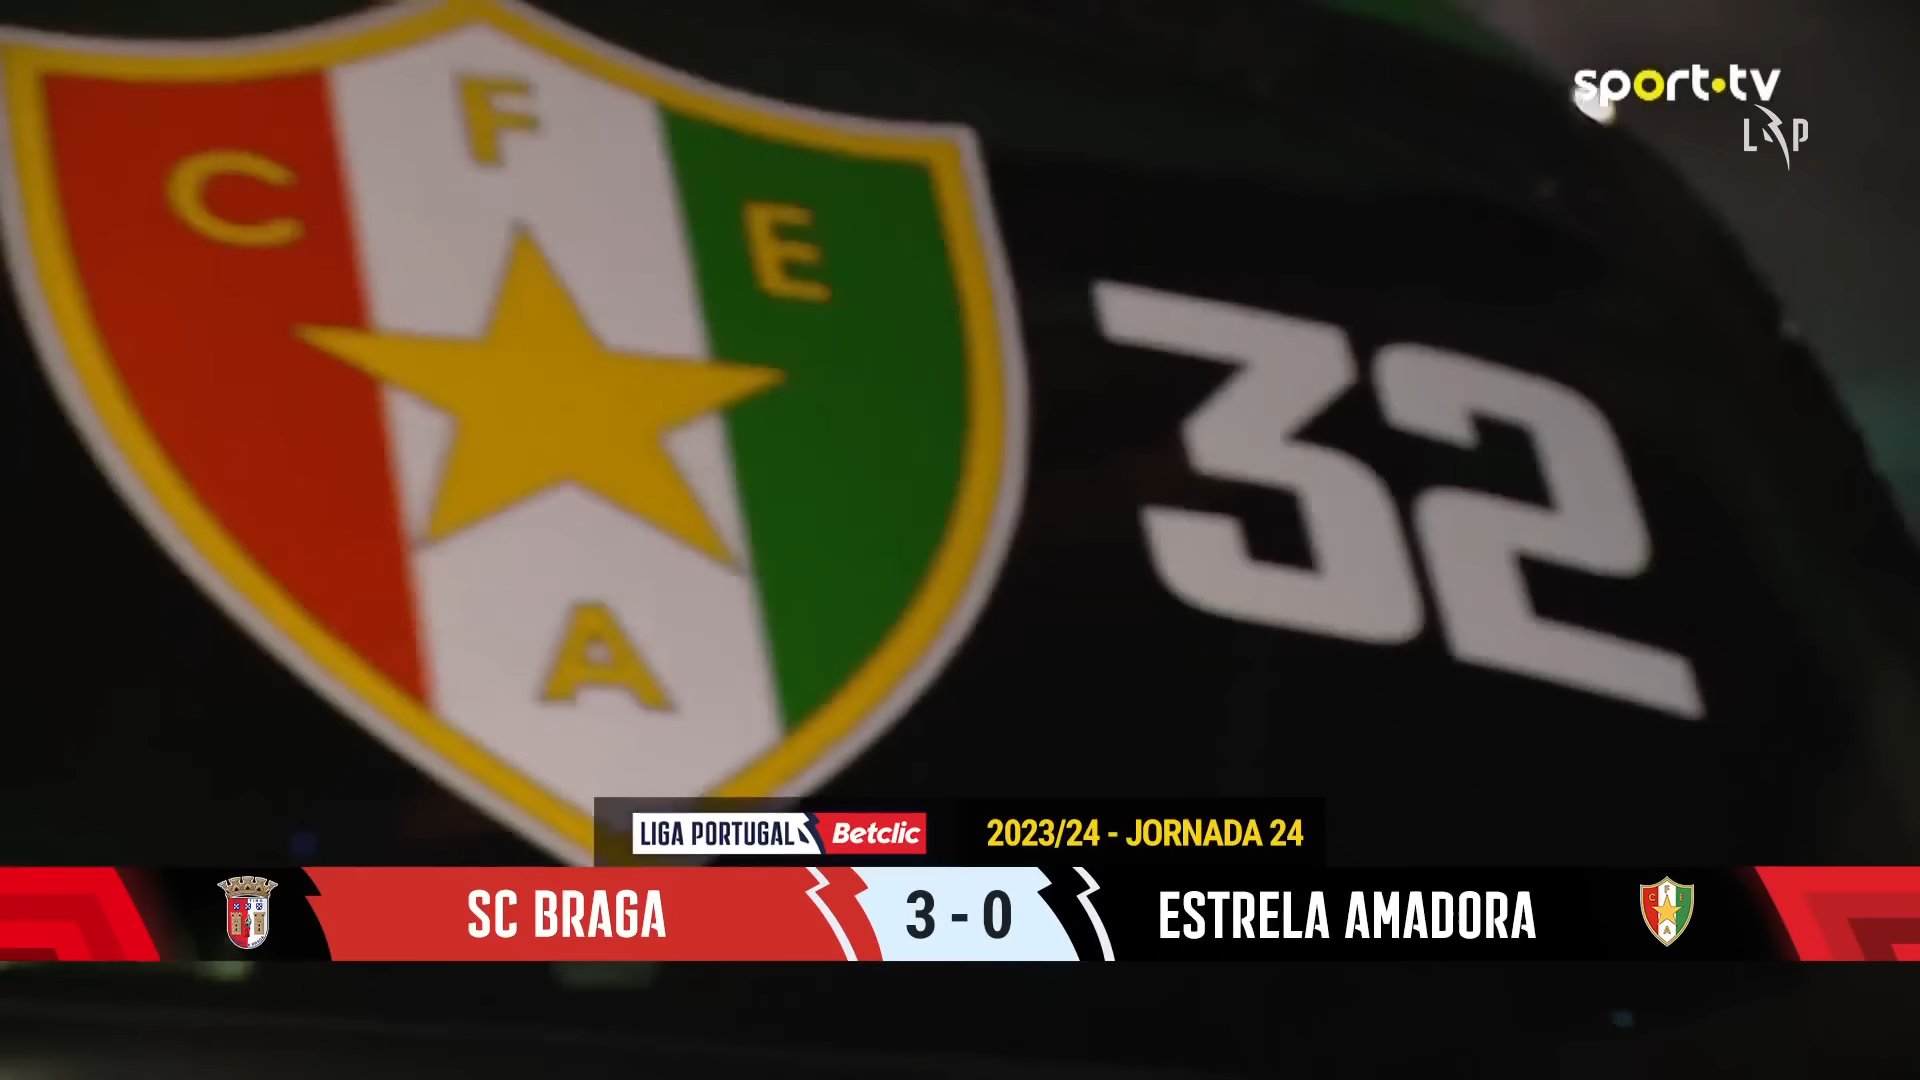 C F E A
32
sport.tv
LP
LIGA PORTUGAL Betclic
2023/24 - JORNADA 24
SC BRAGA 3 - 0 ESTRELA AMADORA